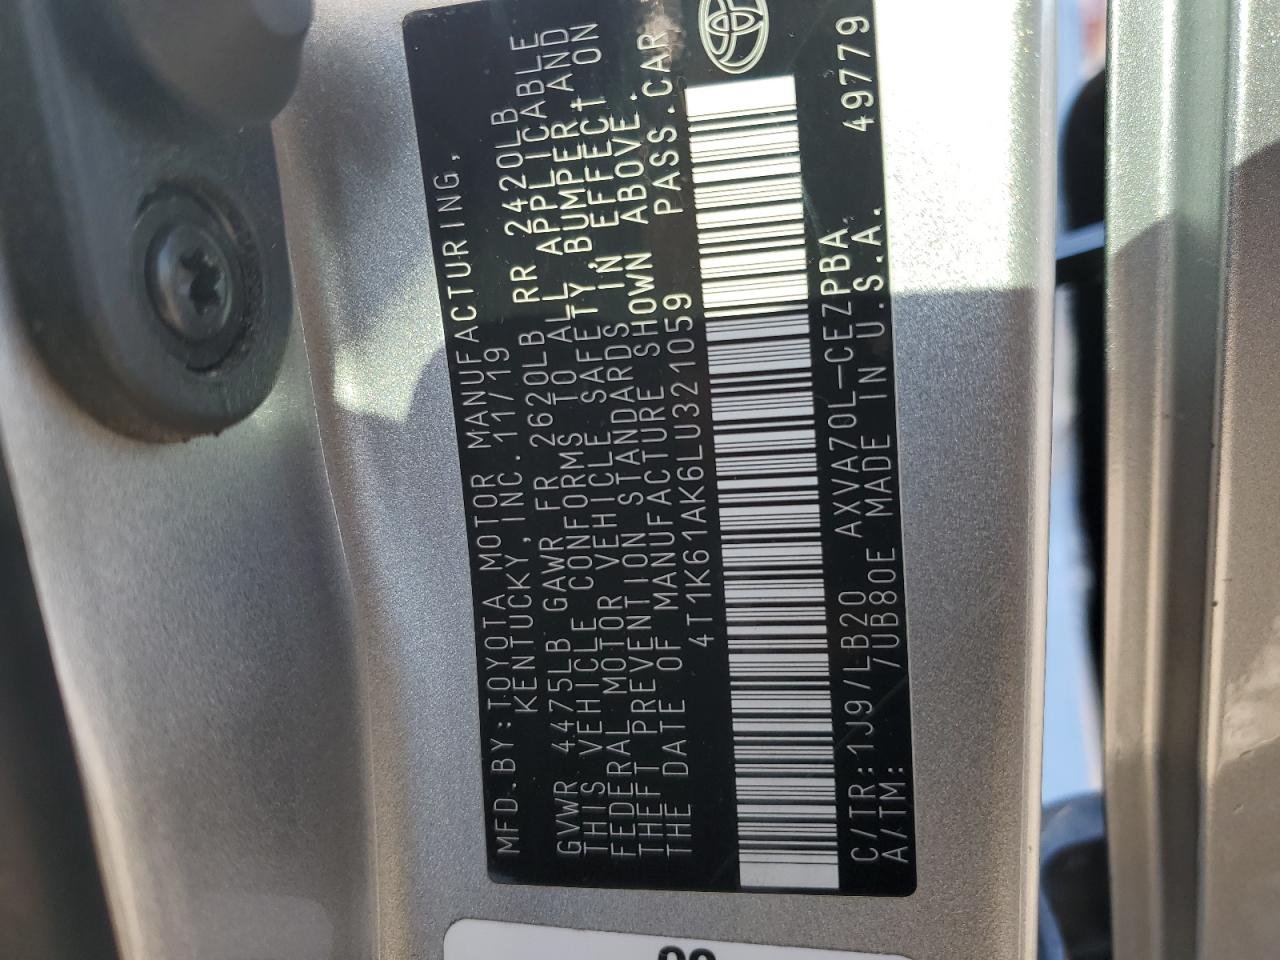 MFD.BY:TOYOTA MOTOR MANUFACTURING,
KENTUCKY,INC.11/19
GVWR 4475LB GAWR FR 2620LB RR 2420LB
THIS VEHICLE CONFORMS TO ALL APPLICABLE
FEDERAL MOTOR VEHICLE SAFETY, BUMPER, AND
THEFT PREVENTION STANDARDS IN EFFECT ON
THE DATE OF MANUFACTURE SHOWN ABOVE.
4T1K61AK6LU321059 PASS.CAR
C/TR:1J9/LB20 AXVA70L-CEZPBA
A/TM: 7UB80E MADE IN U.S.A. 49779